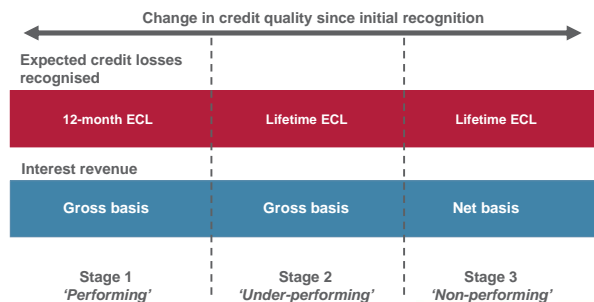 Change in credit quality since initial recognition
Expected credit losses
recognised
12-month ECL
Lifetime ECL
Lifetime ECL
Interest revenue
Gross basis
Gross basis
Net basis
Stage 1
'Performing'
Stage 2
'Under-performing'
Stage 3
'Non-performing'